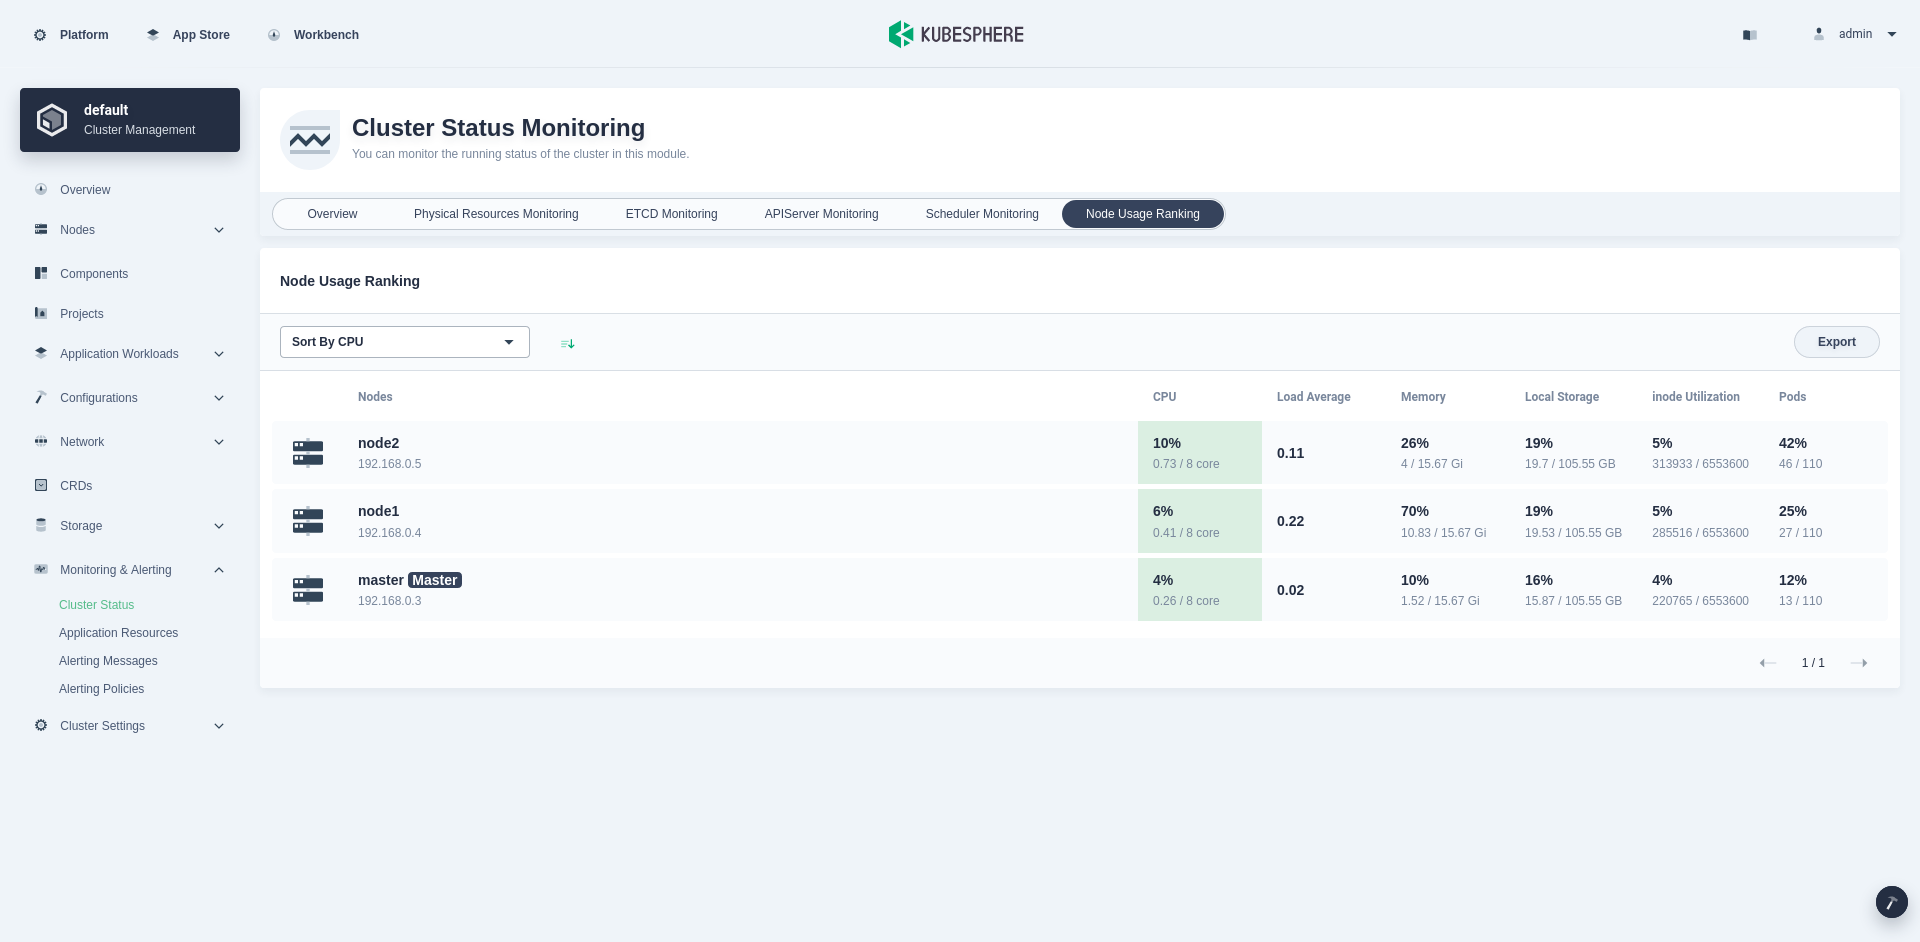 Platform
App Store
Workbench
KUBESPHERE
admin
default
Cluster Management
Overview
Nodes
Components
Projects
Application Workloads
Configurations
Network
CRDs
Storage
Monitoring & Alerting
Cluster Status
Application Resources
Alerting Messages
Alerting Policies
Cluster Settings
Cluster Status Monitoring
You can monitor the running status of the cluster in this module.
Overview
Physical Resources Monitoring
ETCD Monitoring
APIServer Monitoring
Scheduler Monitoring
Node Usage Ranking
Node Usage Ranking
Sort By CPU
Export
Nodes CPU Load Average Memory Local Storage inode Utilization Pods
node2 10% 0.11 26% 19% 5% 42%
192.168.0.5 0.73 / 8 core 4 / 15.67 Gi 19.7 / 105.55 GB 313933 / 6553600 46 / 110
node1 6% 0.22 70% 19% 5% 25%
192.168.0.4 0.41 / 8 core 10.83 / 15.67 Gi 19.53 / 105.55 GB 285516 / 6553600 27 / 110
master Master 4% 0.02 10% 16% 4% 12%
192.168.0.3 0.26 / 8 core 1.52 / 15.67 Gi 15.87 / 105.55 GB 220765 / 6553600 13 / 110
1 / 1